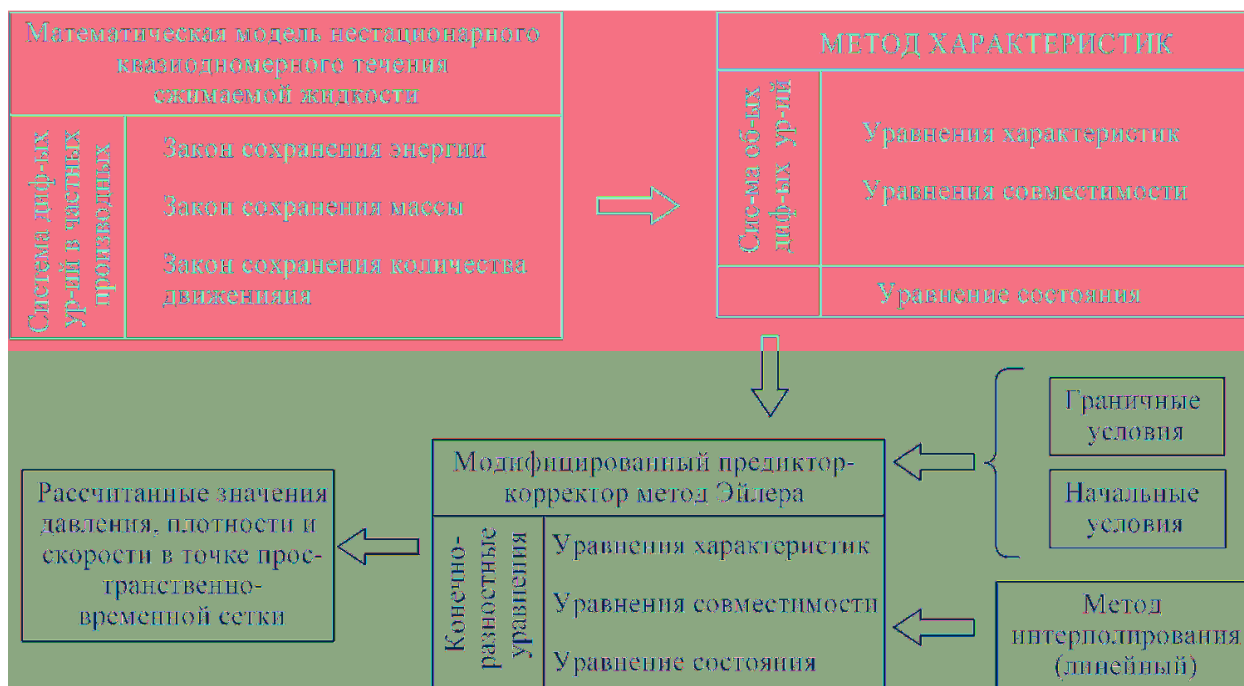 Математическая модель нестационарного
квазиодномерного течения
сжимаемой жидкости
Система диф-ых
ур-ий в частных
производных
Закон сохранения энергии
Закон сохранения массы
Закон сохранения количества
движенияия
МЕТОД ХАРАКТЕРИСТИК
Сис-ма об-ых
диф-ых ур-ий
Уравнения характеристик
Уравнения совместимости
Уравнение состояния
Граничные
условия
Начальные
условия
Модифицированный предиктор-
корректор метод Эйлера
Конечно-
разностные
уравнения
Уравнения характеристик
Уравнения совместимости
Уравнение состояния
Рассчитанные значения
давления, плотности и
скорости в точке прос-
транственно-
временной сетки
Метод
интерполирования
(линейный)